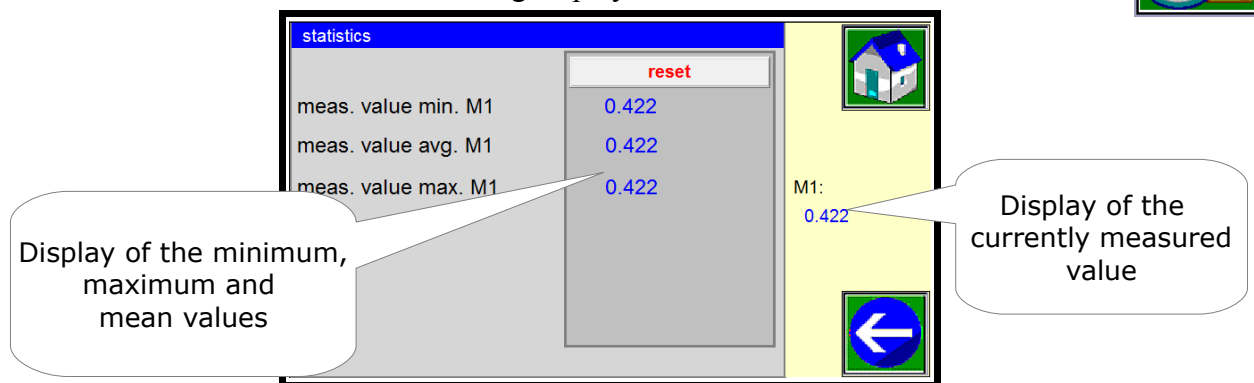 statistics
reset
meas. value min. M1 0.422
meas. value avg. M1 0.422
meas. value max. M1 0.422
M1:
0.422
Display of the minimum,
maximum and
mean values
Display of the
currently measured
value